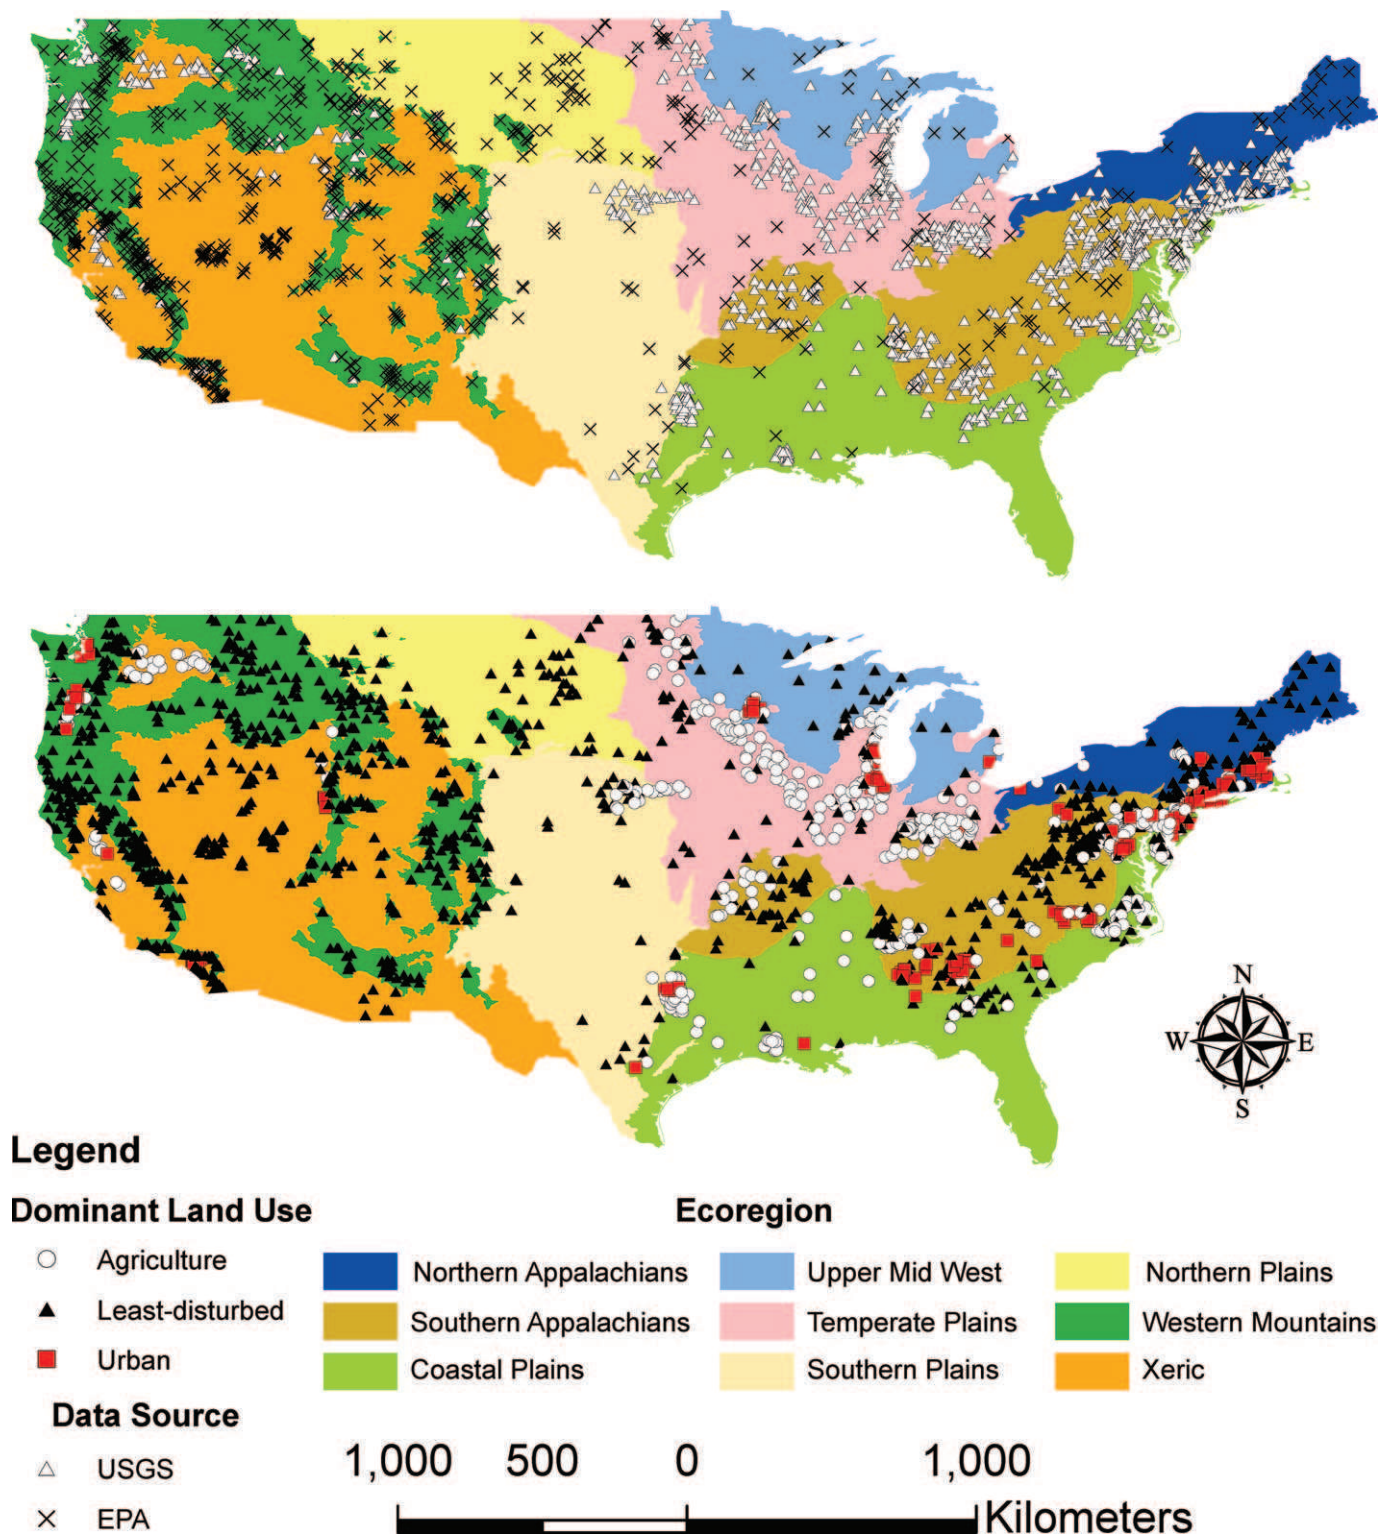 N
W E
S
Legend
Dominant Land Use
Ecoregion
Agriculture
Least-disturbed
Urban
Northern Appalachians
Upper Mid West
Northern Plains
Southern Appalachians
Temperate Plains
Western Mountains
Coastal Plains
Southern Plains
Xeric
Data Source
USGS
EPA
1,000 500 0 1,000
Kilometers